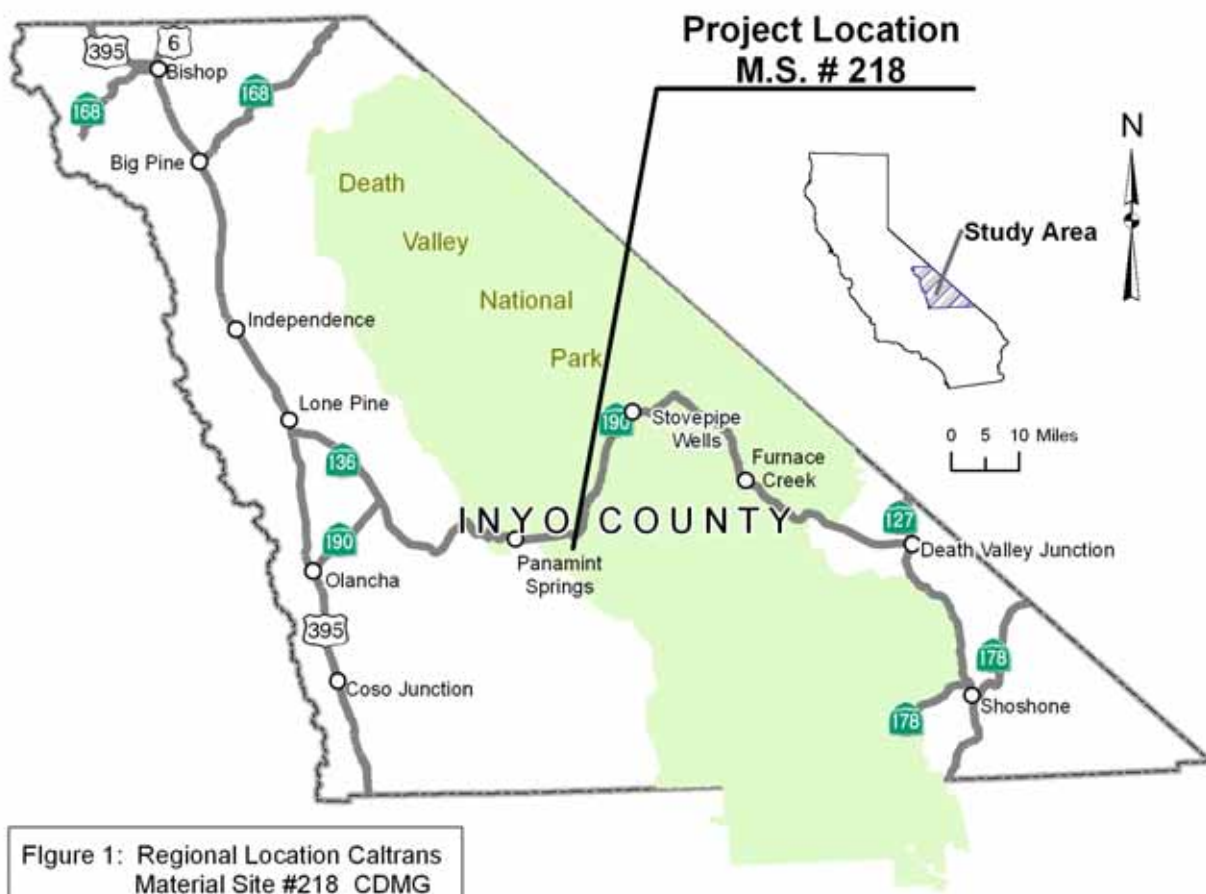 Project Location
M.S. # 218
395
6
Bishop
168
168
Big Pine
Death
Valley
National
Park
N
Study Area
Independence
Lone Pine
136
190
Stovepipe
Wells
0 5 10 Miles
Furnace
Creek
INYO COUNTY
127
Death Valley Junction
190
Olancha
Panamint
Springs
395
Coso Junction
178
178
Shoshone
FIgure 1: Regional Location Caltrans
Material Site #218 CDMG